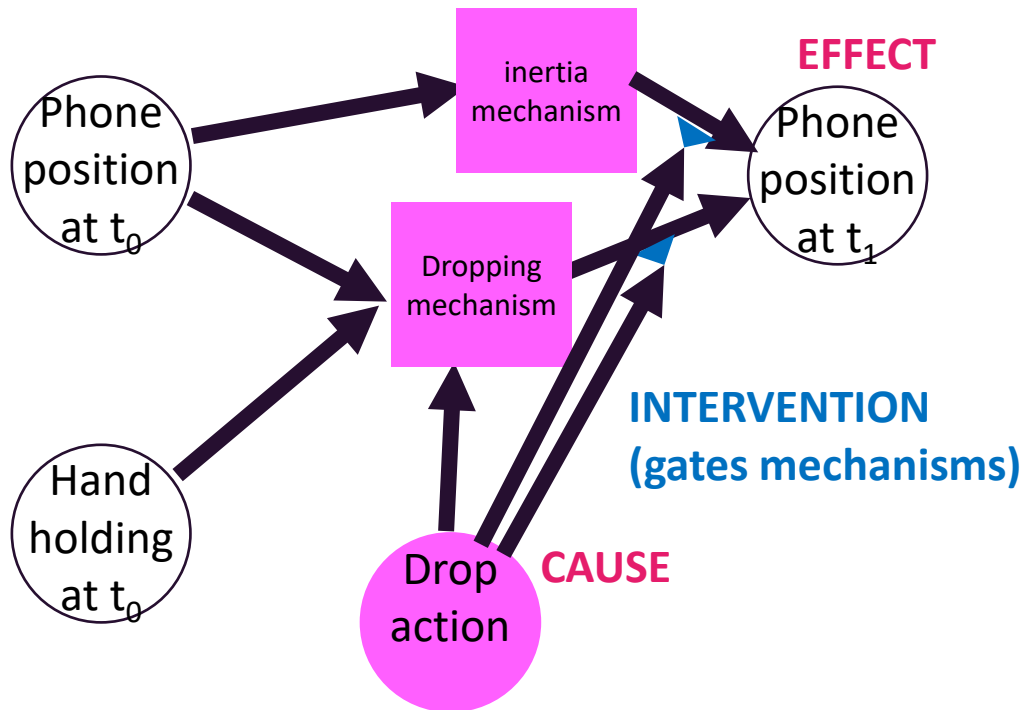 Phone
position
at t₀
inertia
mechanism
EFFECT
Phone
position
at t₁
Dropping
mechanism
INTERVENTION
(gates mechanisms)
Hand
holding
at t₀
Drop
action
CAUSE